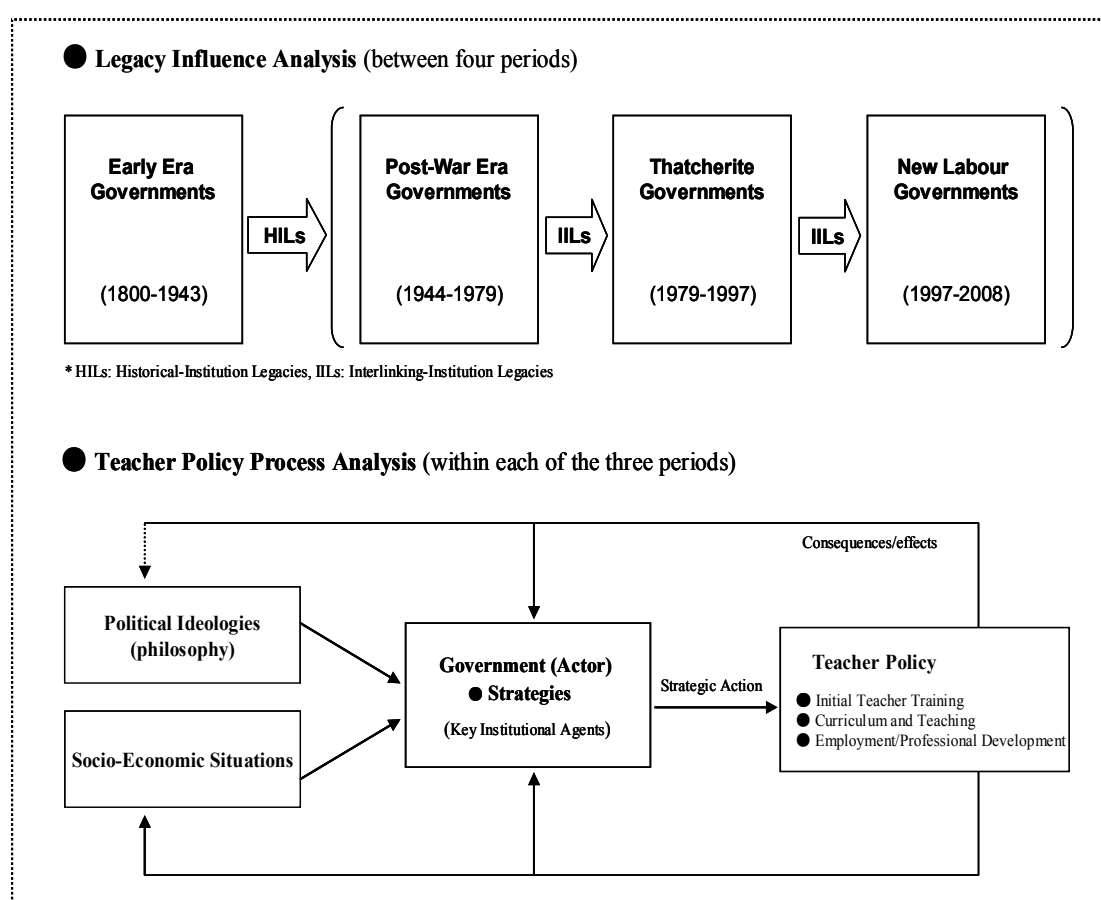 ● Legacy Influence Analysis (between four periods)
Early Era
Governments
(1800-1943)
HILs
Post-War Era
Governments
(1944-1979)
IILs
Thatcherite
Governments
(1979-1997)
IILs
New Labour
Governments
(1997-2008)
* HILs: Historical-Institution Legacies, IILs: Interlinking-Institution Legacies
● Teacher Policy Process Analysis (within each of the three periods)
Consequences/effects
Political Ideologies
(philosophy)
Socio-Economic Situations
Government (Actor)
● Strategies
(Key Institutional Agents)
Strategic Action
Teacher Policy
● Initial Teacher Training
● Curriculum and Teaching
● Employment/Professional Development